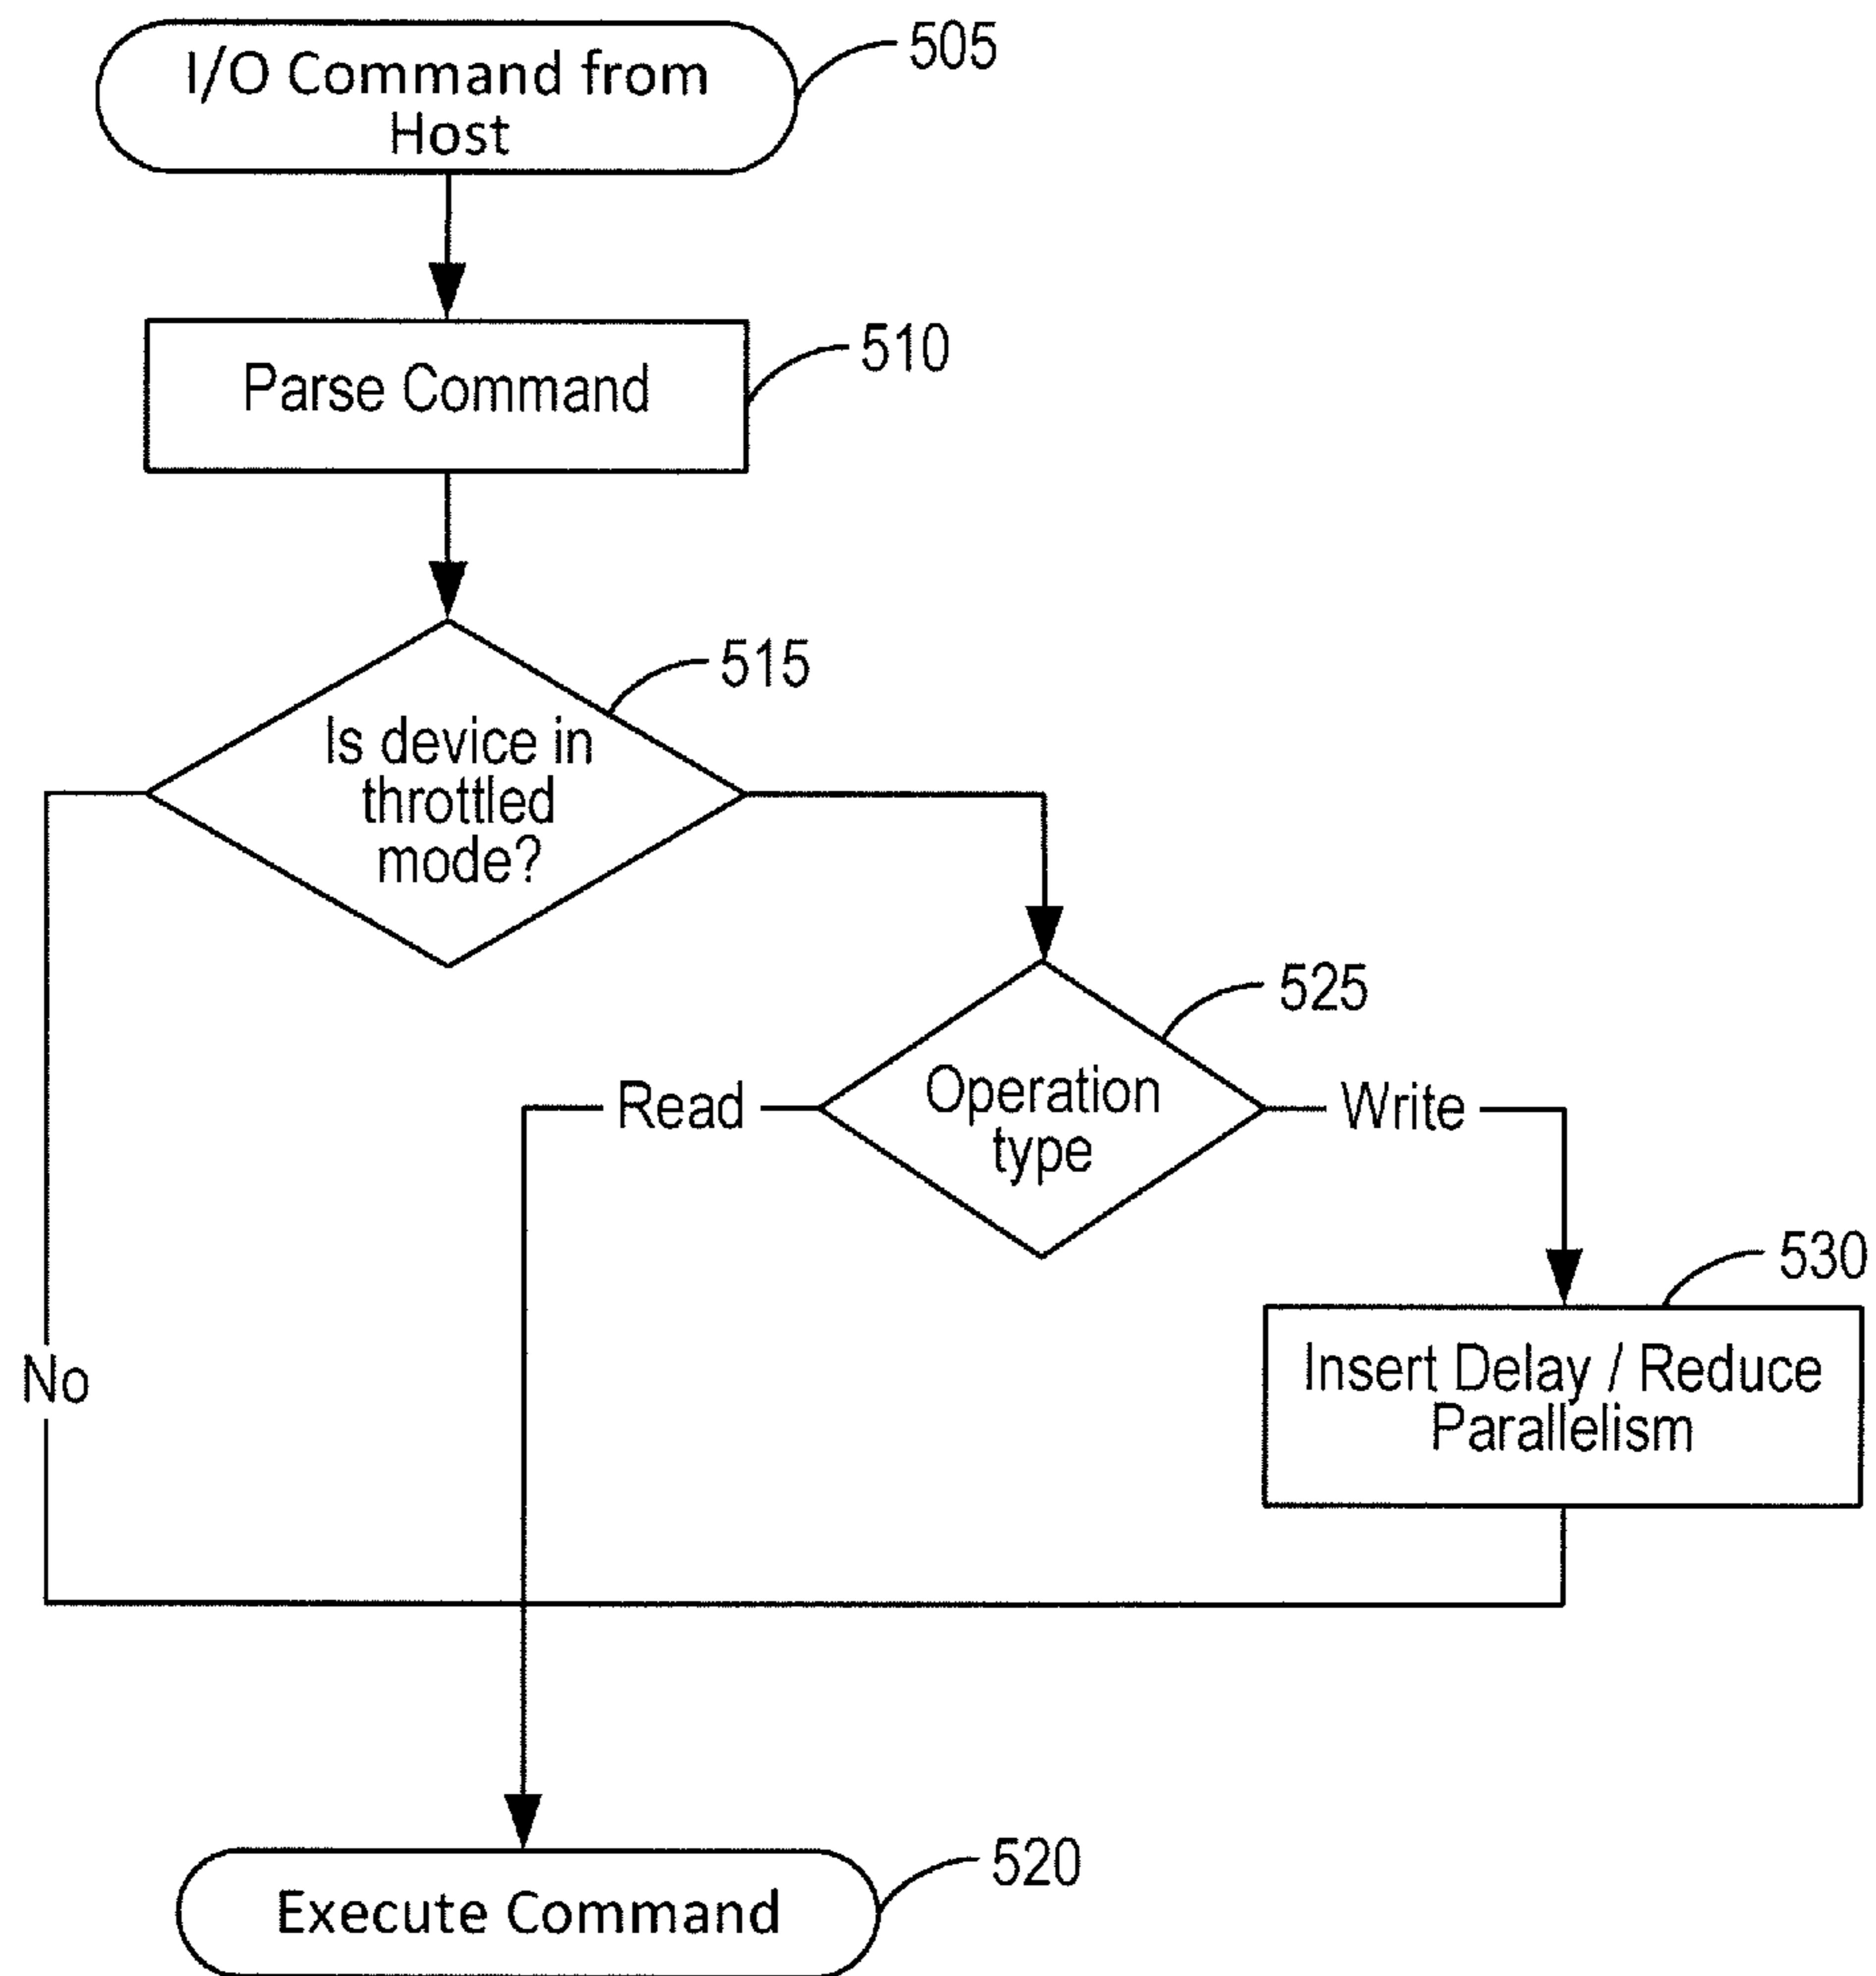 I/O Command from
Host
505
Parse Command
510
515
Is device in
throttled
mode?
525
Operation
type
Read
Write
530
Insert Delay / Reduce
Parallelism
No
520
Execute Command